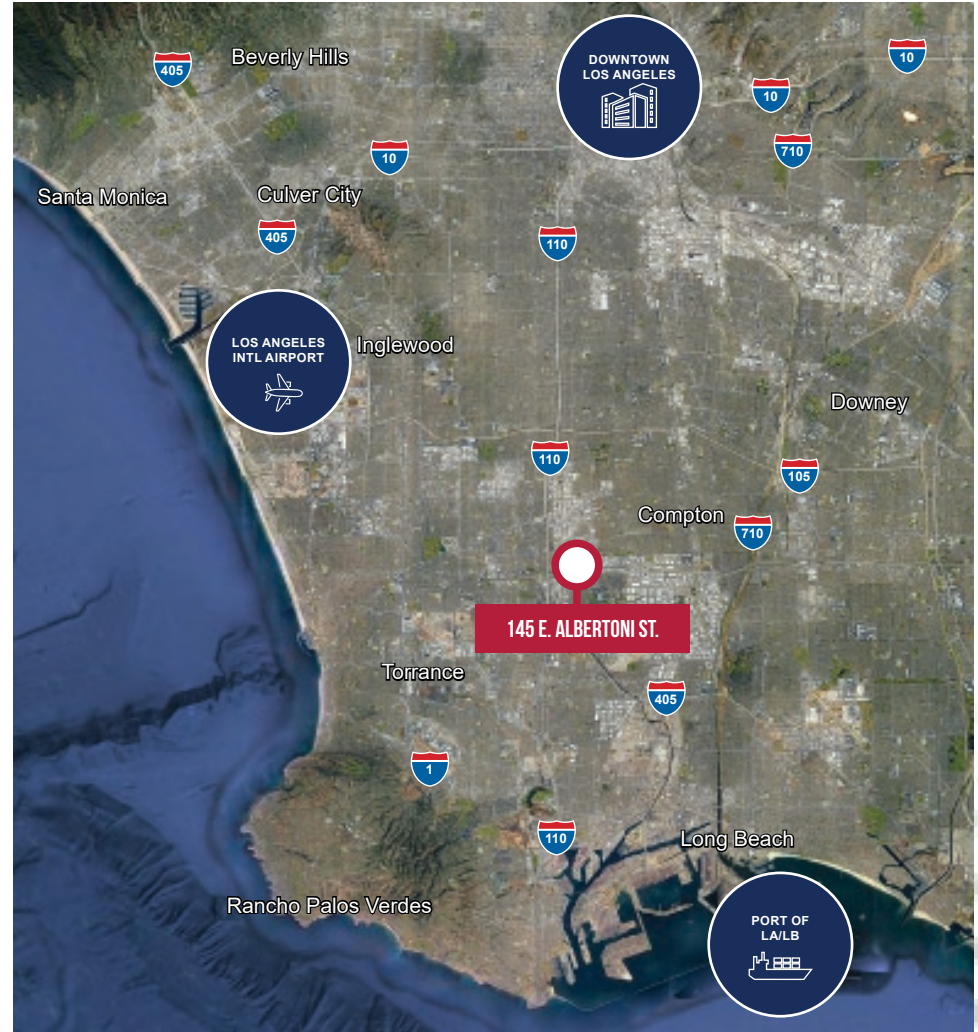 Beverly Hills
405
DOWNTOWN
LOS ANGELES
10
10
10
710
Santa Monica
Culver City
405
110
LOS ANGELES
INTL AIRPORT
Inglewood
Downey
110
105
Compton
710
145 E. ALBERTONI ST.
Torrance
405
1
110
Long Beach
Rancho Palos Verdes
PORT OF
LA/LB